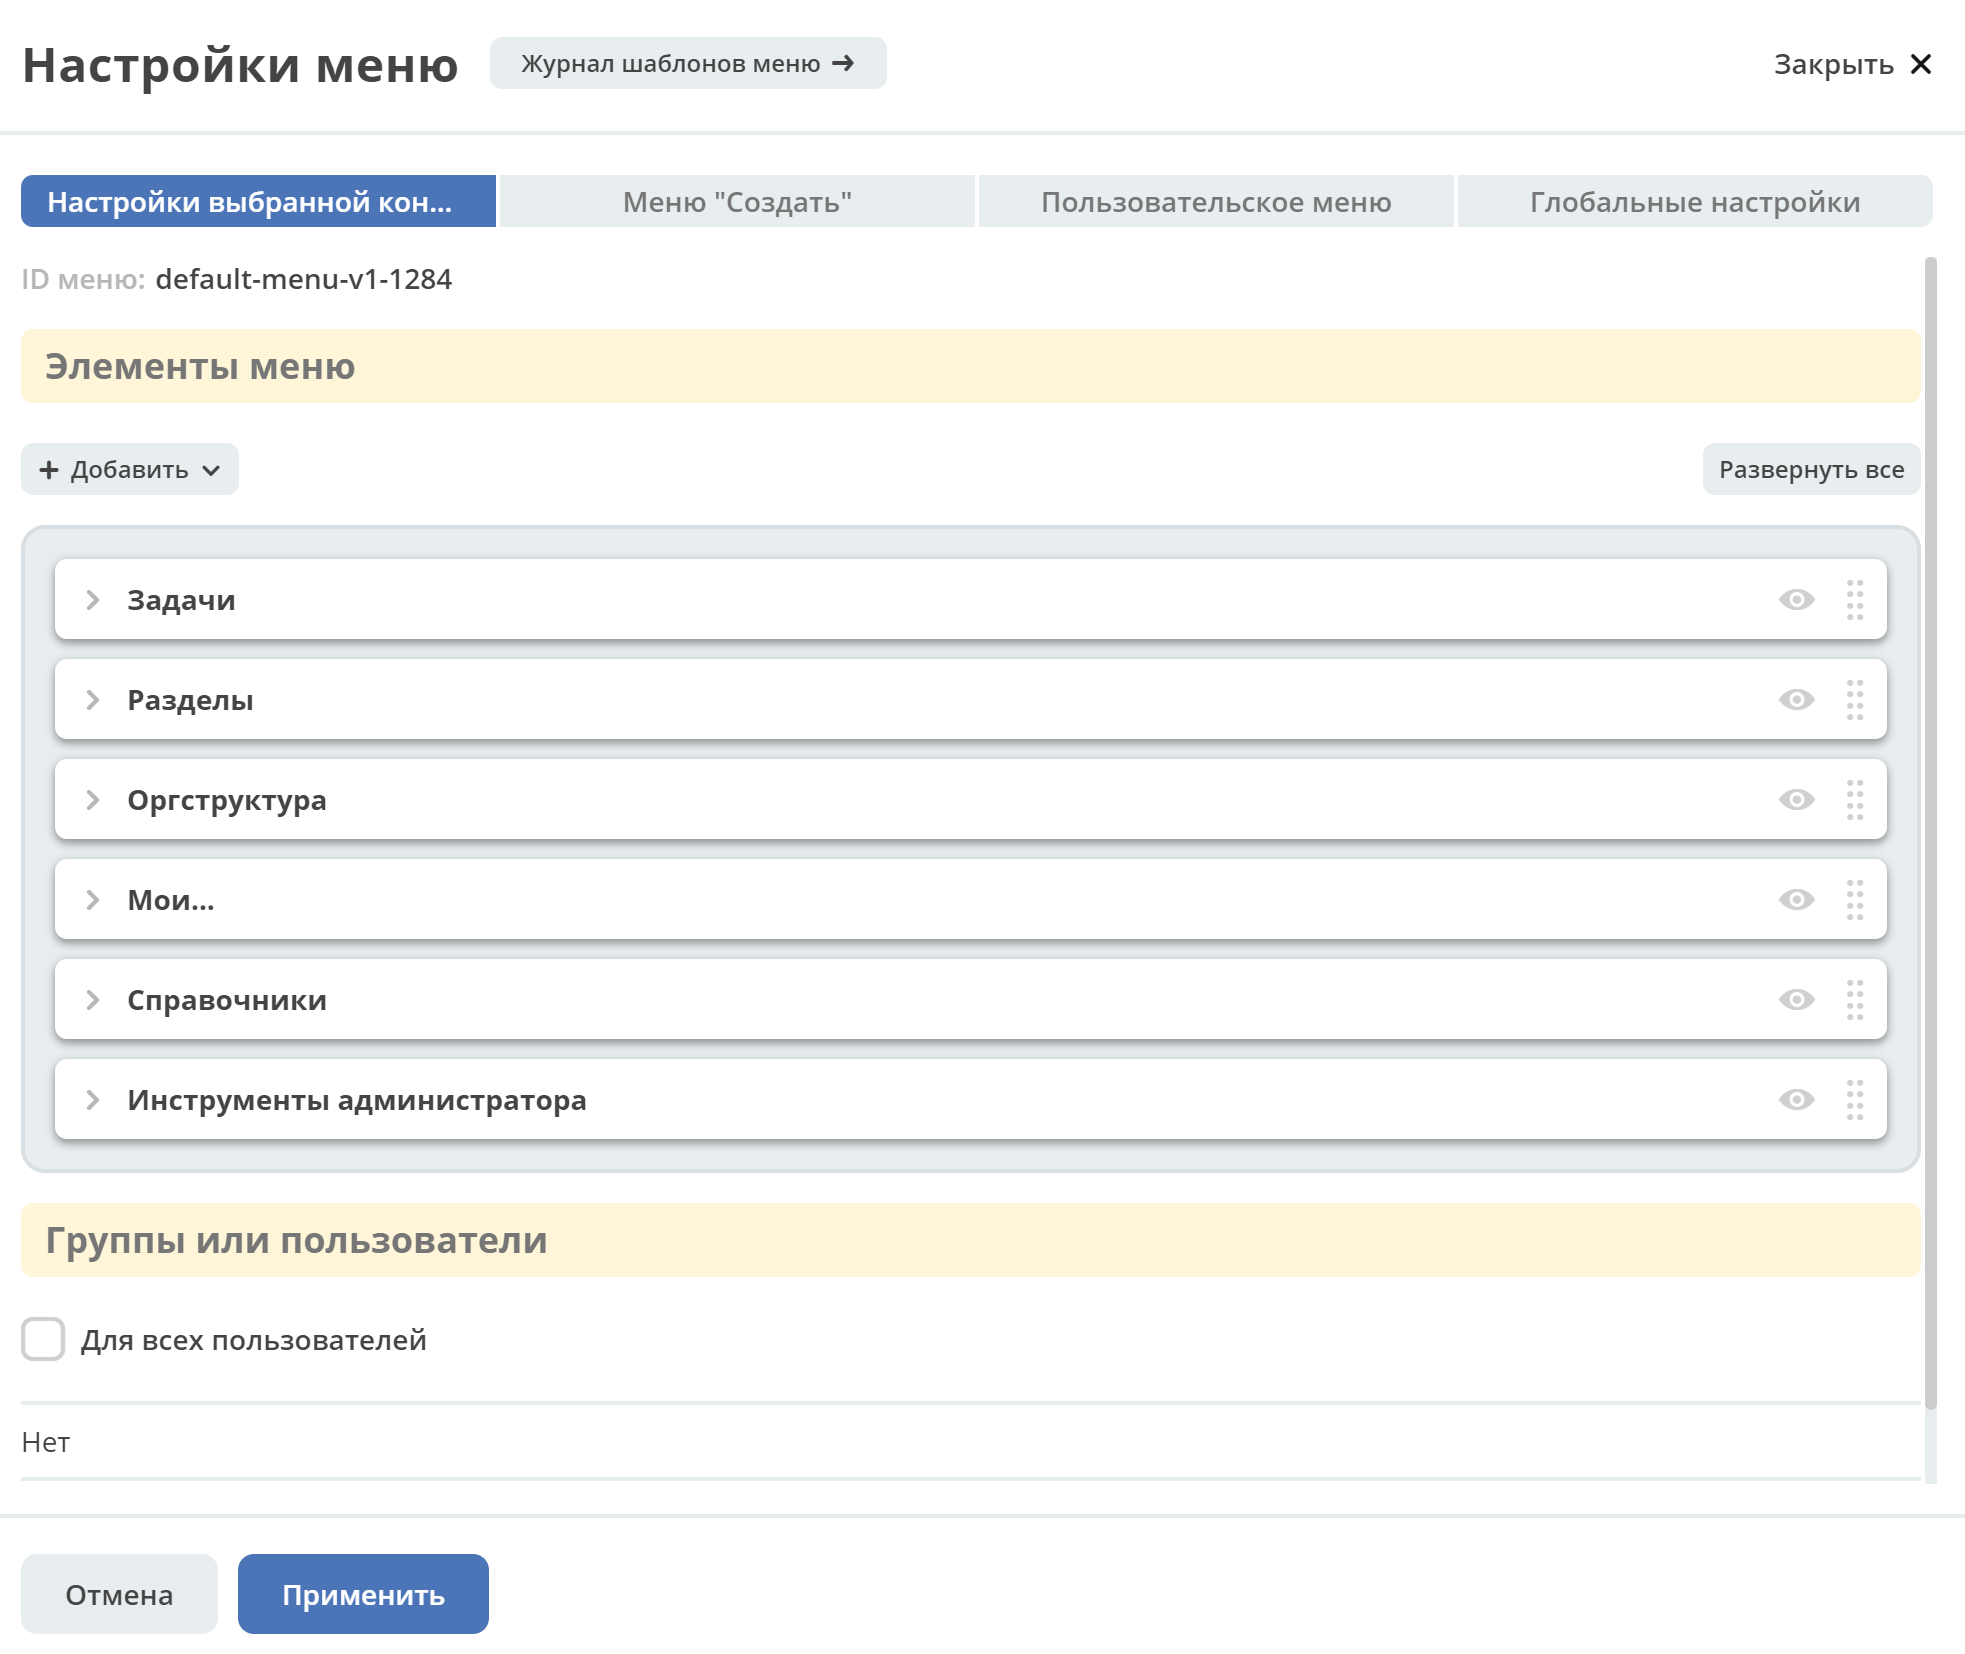 Настройки меню
Журнал шаблонов меню
Закрыть
Настройки выбранной кон...
Меню "Создать"
Пользовательское меню
Глобальные настройки
ID меню: default-menu-v1-1284
Элементы меню
Добавить
Развернуть все
Задачи
Разделы
Оргструктура
Мои...
Справочники
Инструменты администратора
Группы или пользователи
Для всех пользователей
Нет
Отмена
Применить